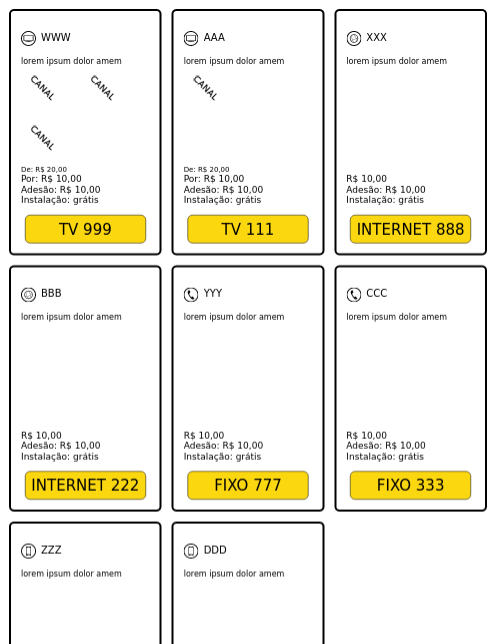 WWW
lorem ipsum dolor amem
CANAL
CANAL
CANAL
De: R$ 20,00
Por: R$ 10,00
Adesão: R$ 10,00
Instalação: grátis
TV 999
AAA
lorem ipsum dolor amem
CANAL
De: R$ 20,00
Por: R$ 10,00
Adesão: R$ 10,00
Instalação: grátis
TV 111
XXX
lorem ipsum dolor amem
R$ 10,00
Adesão: R$ 10,00
Instalação: grátis
INTERNET 888
BBB
lorem ipsum dolor amem
R$ 10,00
Adesão: R$ 10,00
Instalação: grátis
INTERNET 222
YYY
lorem ipsum dolor amem
R$ 10,00
Adesão: R$ 10,00
Instalação: grátis
FIXO 777
CCC
lorem ipsum dolor amem
R$ 10,00
Adesão: R$ 10,00
Instalação: grátis
FIXO 333
ZZZ
lorem ipsum dolor amem
DDD
lorem ipsum dolor amem